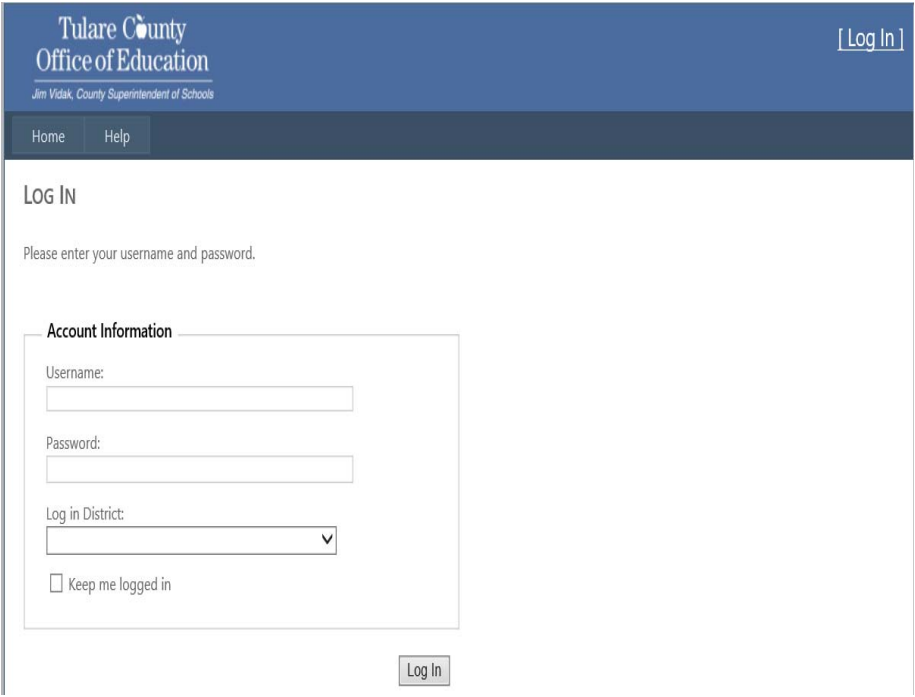 Tulare County
Office of Education
Jim Vidak, County Superintendent of Schools
[ Log In ]
Home Help
LOG IN
Please enter your username and password.
Account Information
Username:
Password:
Log in District:
Keep me logged in
Log In